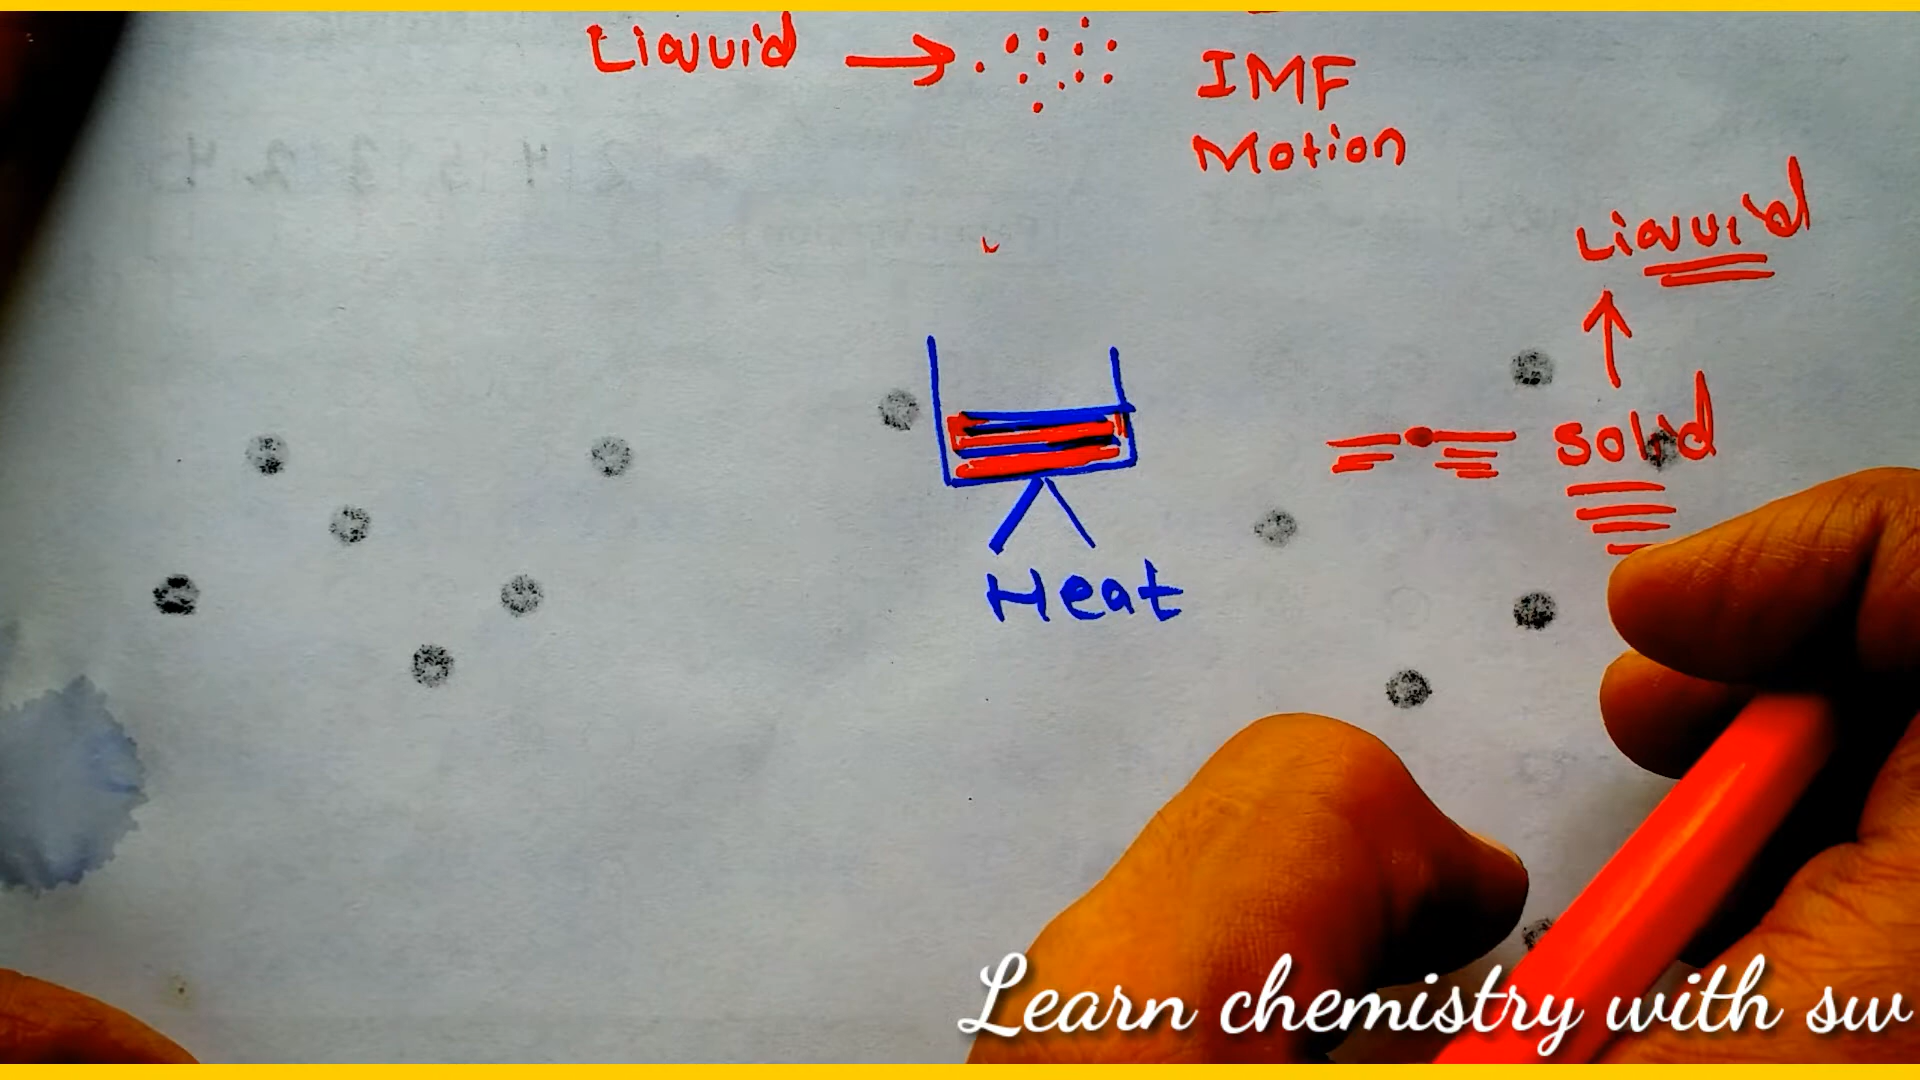 Liquid →
IMF
Motion
Liquid
Solid
Heat
Learn chemistry with sw